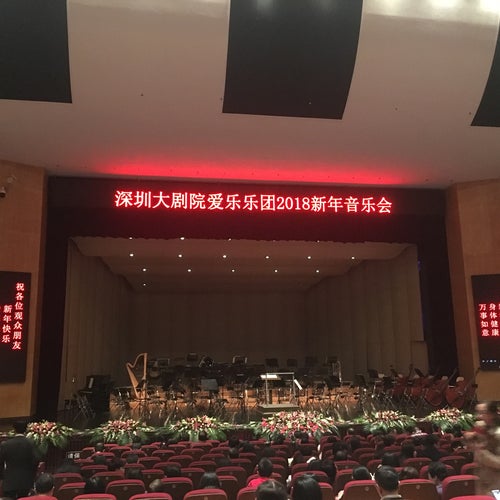 深圳大剧院爱乐乐团2018新年音乐会
祝各位观众朋友
新年快乐
身体健康
万事如意